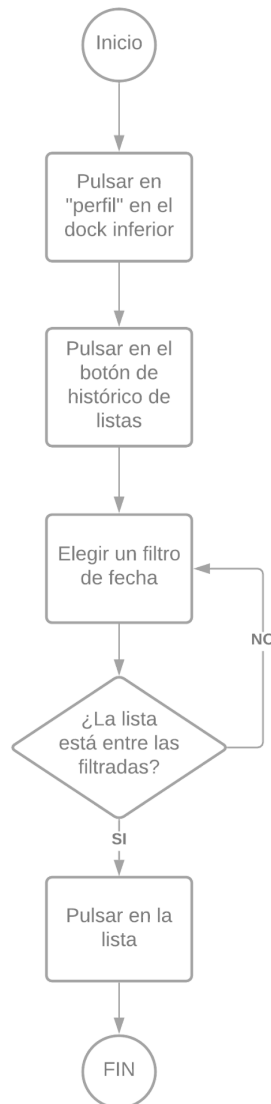 Inicio
Pulsar en
"perfil" en el
dock inferior
Pulsar en el
botón de
histórico de
listas
Elegir un filtro
de fecha
NO
¿La lista
está entre las
filtradas?
SI
Pulsar en la
lista
FIN